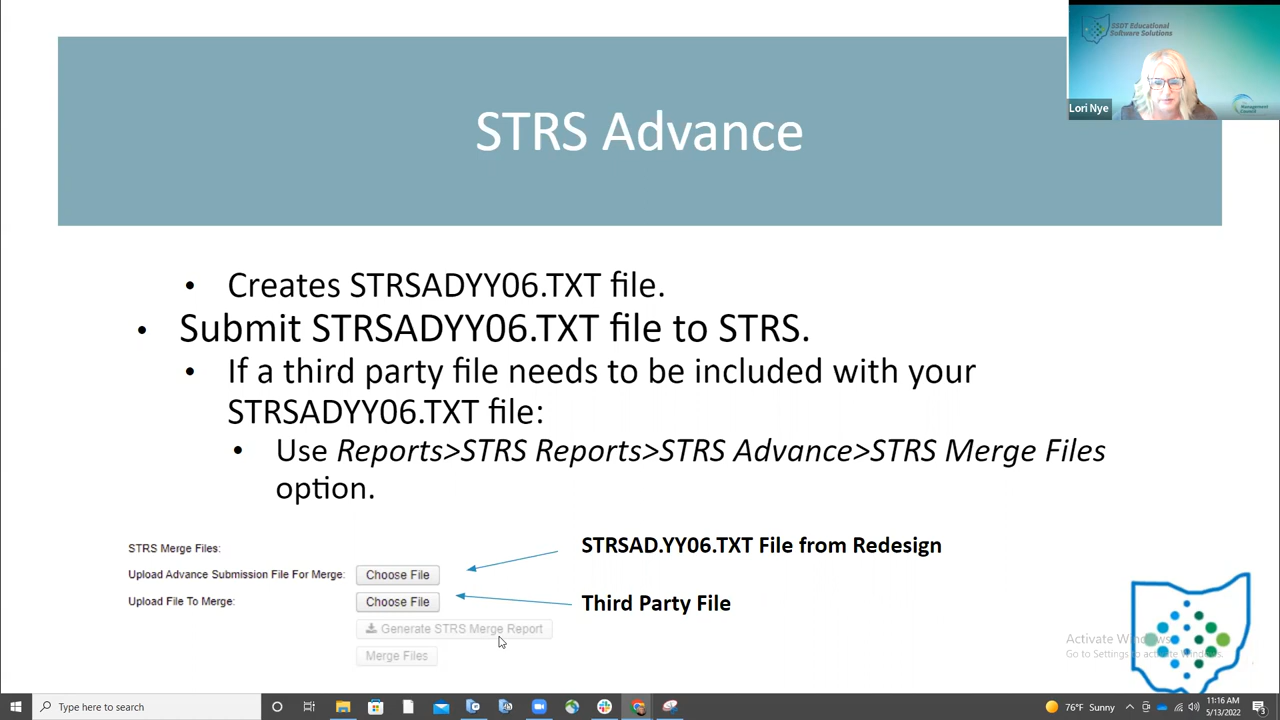 SSDT Educational
Software Solutions
Lori Nye
Management
Council
STRS Advance
• Creates STRSADYY06.TXT file.
• Submit STRSADYY06.TXT file to STRS.
• If a third party file needs to be included with your
STRSADYY06.TXT file:
• Use Reports>STRS Reports>STRS Advance>STRS Merge Files
option.
STRS Merge Files:
STRSAD.YY06.TXT File from Redesign
Upload Advance Submission File For Merge: Choose File
Upload File To Merge: Choose File
Third Party File
Generate STRS Merge Report
Merge Files
Activate Windows
Go to Settings to activate Windows.
Type here to search
76°F Sunny
11:16 AM
5/13/2022
3